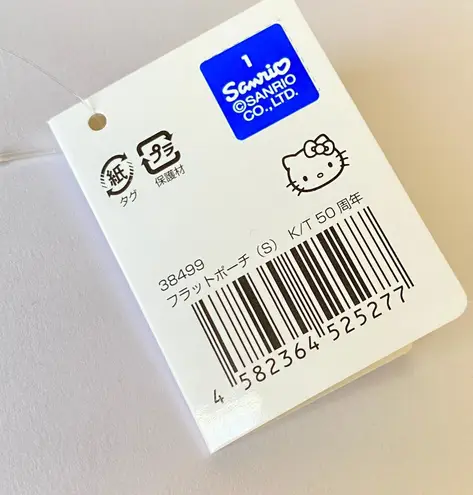 1
Sanrio
©SANRIO
CO., LTD.
紙
タグ
プラ
保護材
38499
フラットポーチ（S） K/T 50周年
4 582364 525277